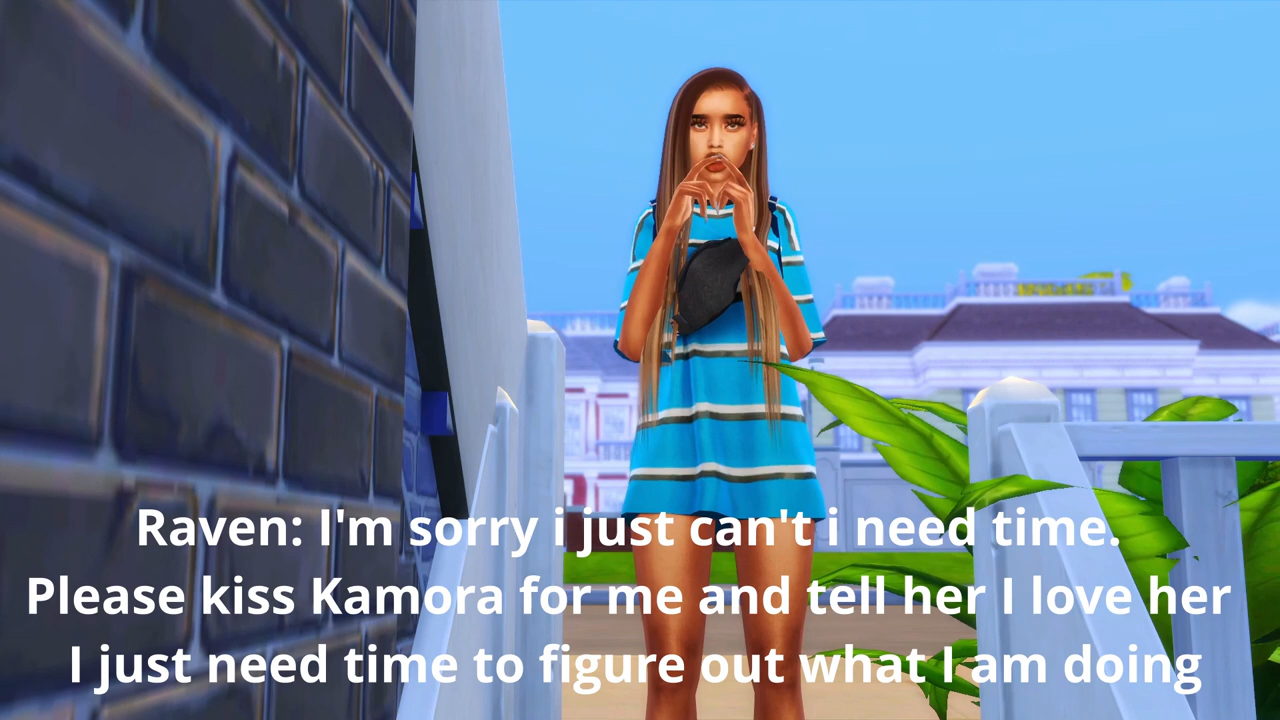 Raven: I'm sorry i just can't i need time.
Please kiss Kamora for me and tell her I love her
I just need time to figure out what I am doing